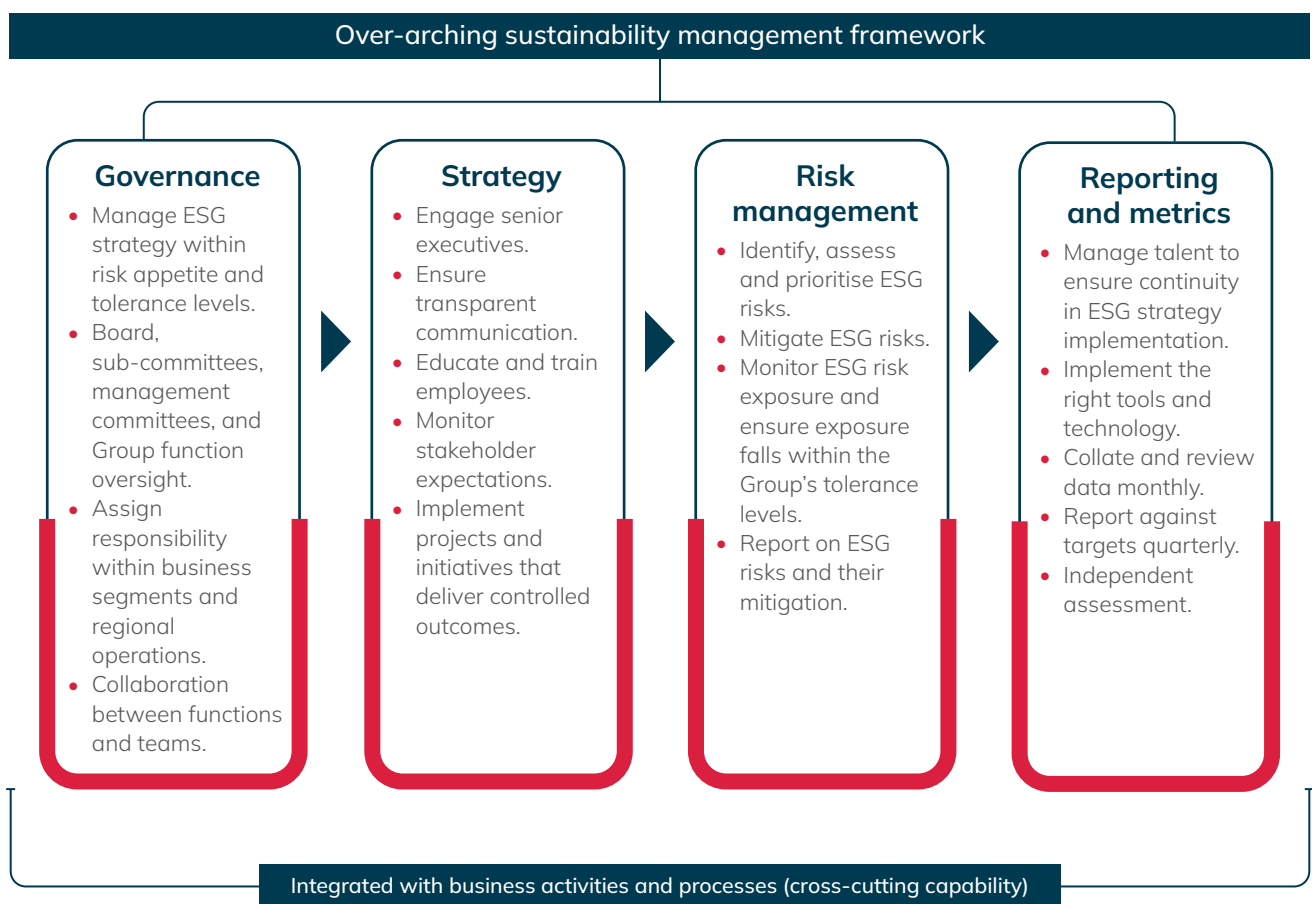 Over-arching sustainability management framework
Governance
• Manage ESG
strategy within
risk appetite and
tolerance levels.
• Board,
sub-committees,
management
committees, and
Group function
oversight.
• Assign
responsibility
within business
segments and
regional
operations.
• Collaboration
between functions
and teams.
Strategy
• Engage senior
executives.
• Ensure
transparent
communication.
• Educate and train
employees.
• Monitor
stakeholder
expectations.
• Implement
projects and
initiatives that
deliver controlled
outcomes.
Risk
management
• Identify, assess
and prioritise ESG
risks.
• Mitigate ESG risks.
• Monitor ESG risk
exposure and
ensure exposure
falls within the
Group’s tolerance
levels.
• Report on ESG
risks and their
mitigation.
Reporting
and metrics
• Manage talent to
ensure continuity
in ESG strategy
implementation.
• Implement the
right tools and
technology.
• Collate and review
data monthly.
• Report against
targets quarterly.
• Independent
assessment.
Integrated with business activities and processes (cross-cutting capability)